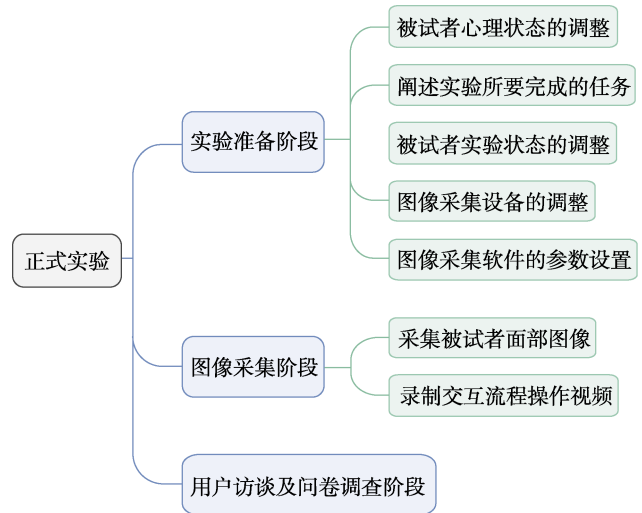 正式实验
实验准备阶段
被试者心理状态的调整
阐述实验所要完成的任务
被试者实验状态的调整
图像采集设备的调整
图像采集软件的参数设置
图像采集阶段
采集被试者面部图像
录制交互流程操作视频
用户访谈及问卷调查阶段